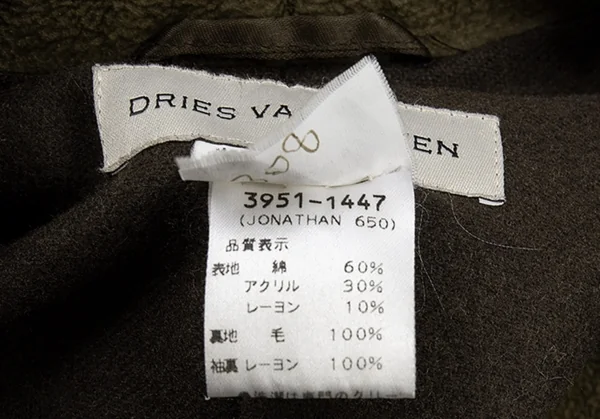 DRIES VA EN
3951-1447
(JONATHAN 650)
品質表示
表地 綿 60%
アクリル 30%
レーヨン 10%
裏地 毛 100%
袖裏 レーヨン 100%